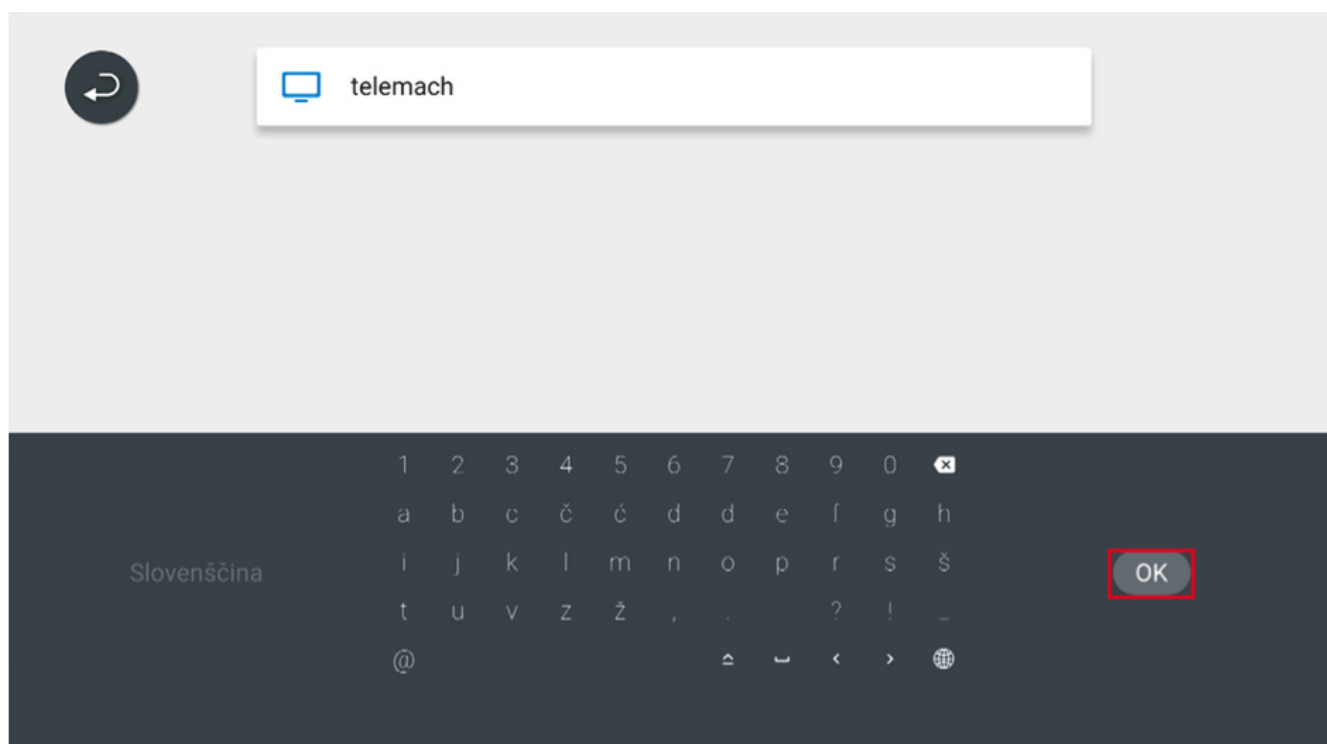 telemach
1 2 3 4 5 6 7 8 9 0
a b c č ć d d e f g h
Slovenščina
i j k l m n o p r s š
OK
t u v z ž , . ? ! _
@